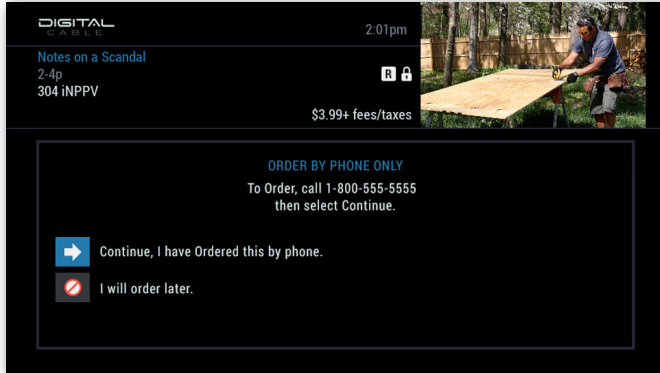 DIGITAL
CABLE
2:01pm
Notes on a Scandal
2-4p
R
304 iNPPV
$3.99+ fees/taxes
ORDER BY PHONE ONLY
To Order, call 1-800-555-5555
then select Continue.
Continue, I have Ordered this by phone.
I will order later.